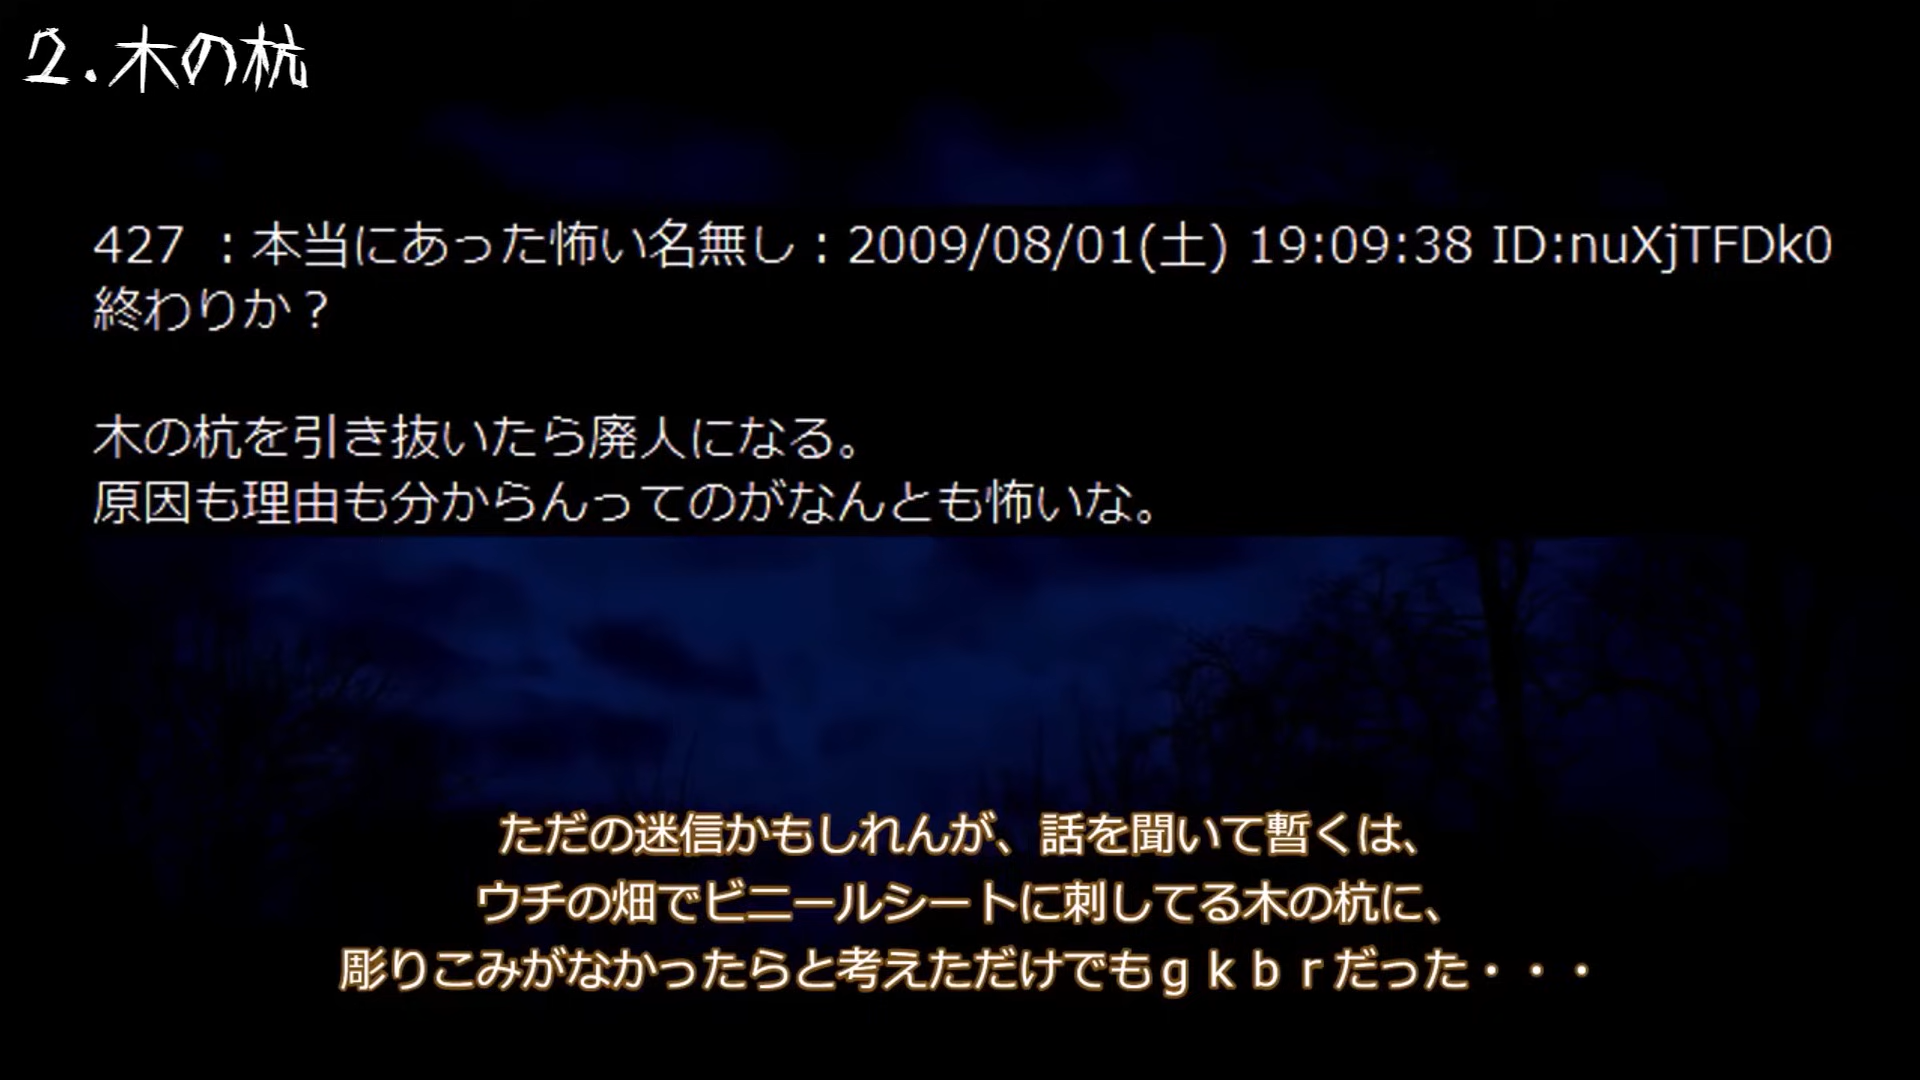 2.木の杭
427 ：本当にあった怖い名無し：2009/08/01(土) 19:09:38 ID:nuXjTFDk0
終わりか？
木の杭を引き抜いたら廃人になる。
原因も理由も分からんってのがなんとも怖いな。
ただの迷信かもしれんが、話を聞いて暫くは、
ウチの畑でビニールシートに刺してる木の杭に、
彫りこみがなかったらと考えただけでもｇｋｂｒだった・・・